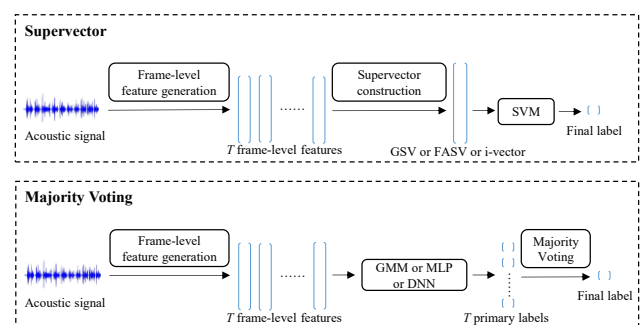 Supervector
Frame-level
feature generation
Supervector
construction
......
SVM
Acoustic signal
T frame-level features
GSV or FASV or i-vector
Final label
Majority Voting
Frame-level
feature generation
......
GMM or MLP
or DNN
Majority
Voting
Acoustic signal
T frame-level features
T primary labels
Final label